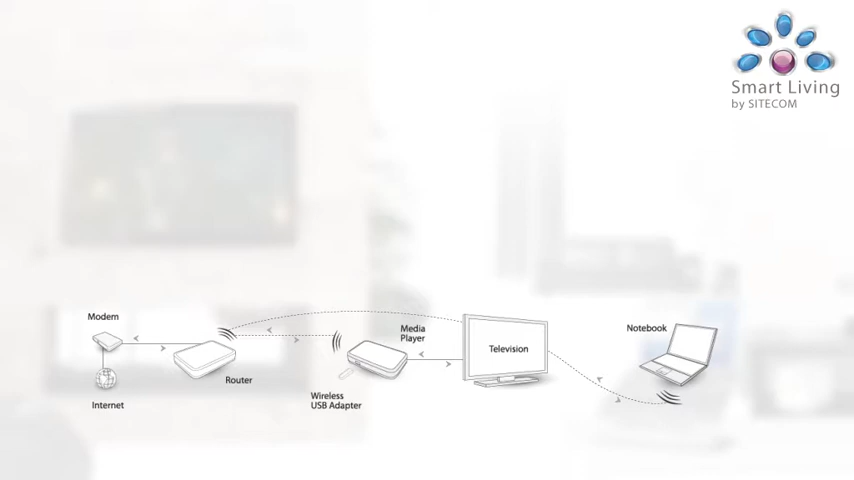 Smart Living
by SITECOM
Modem
Internet
Router
Wireless
USB Adapter
Media
Player
Television
Notebook